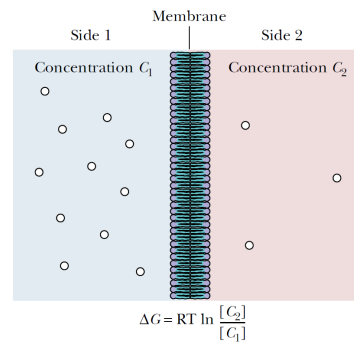 Membrane
Side 1 Side 2
Concentration C₁ Concentration C₂
ΔG = RT ln [C₂]/[C₁]